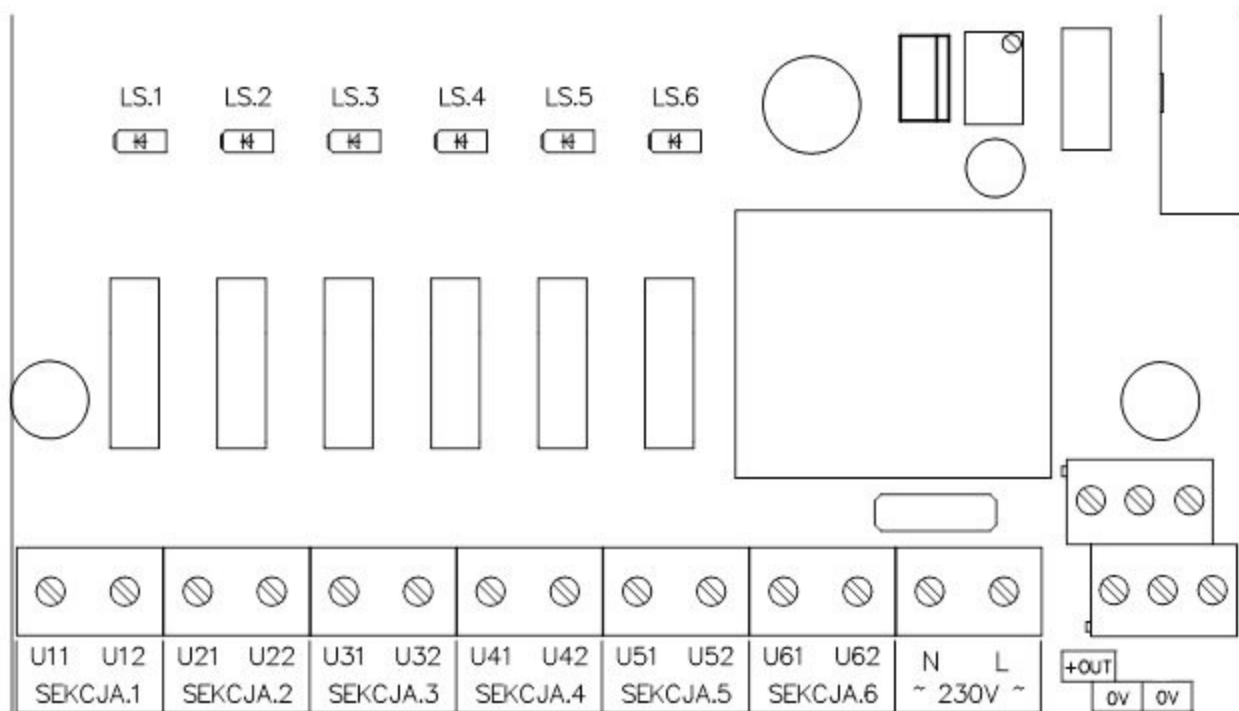 LS.1 LS.2 LS.3 LS.4 LS.5 LS.6
U11 U12 U21 U22 U31 U32 U41 U42 U51 U52 U61 U62 N L +OUT
SEKCJA.1 SEKCJA.2 SEKCJA.3 SEKCJA.4 SEKCJA.5 SEKCJA.6 ~ 230V ~ 0V 0V